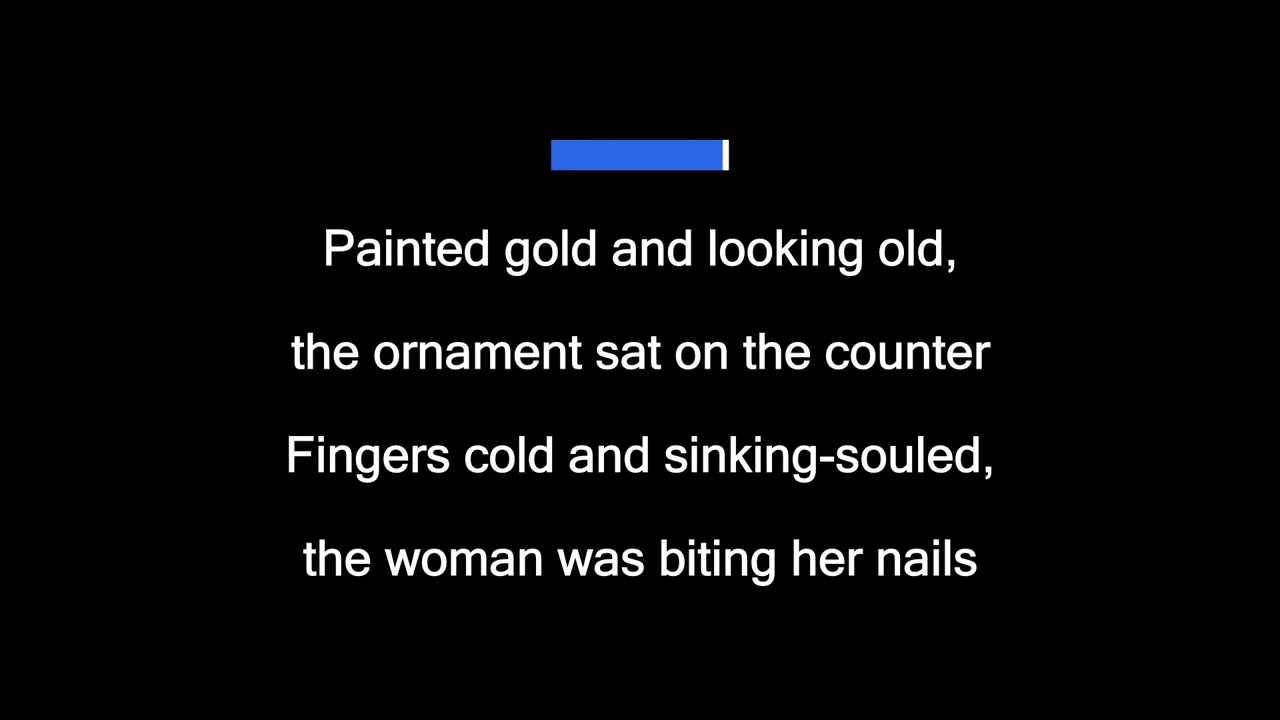 Painted gold and looking old,
the ornament sat on the counter
Fingers cold and sinking-souled,
the woman was biting her nails